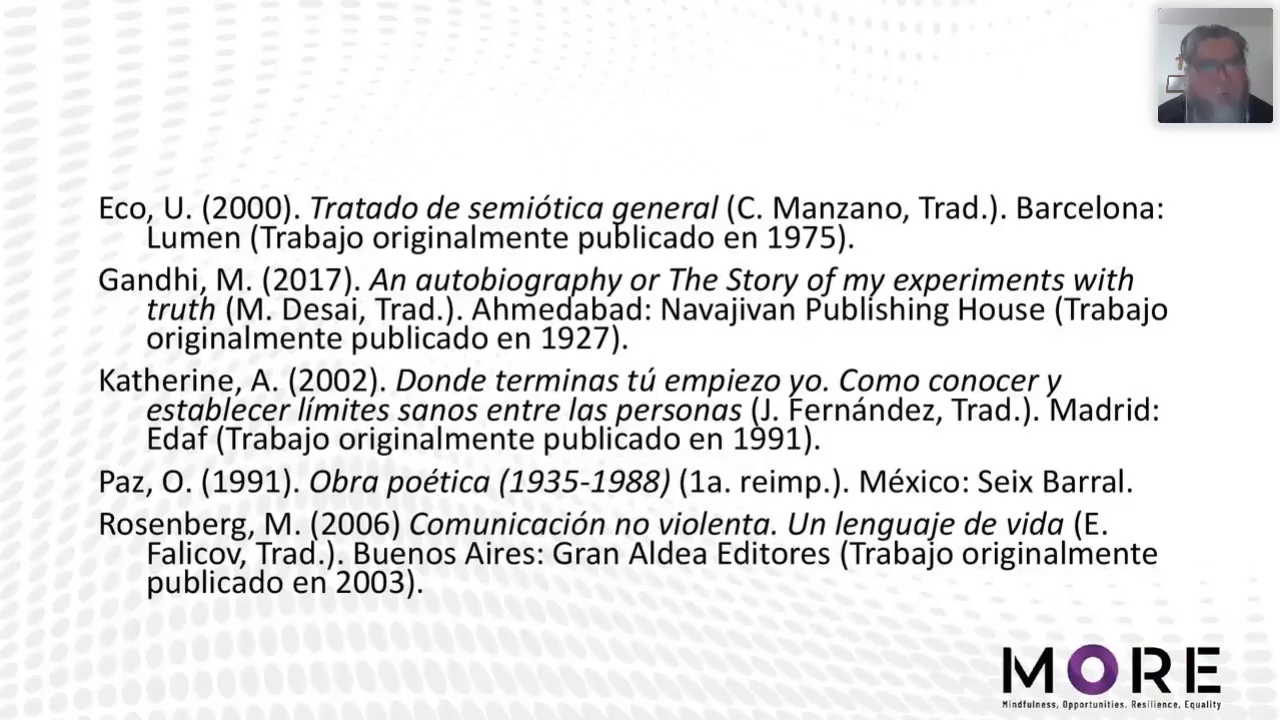 Eco, U. (2000). Tratado de semiótica general (C. Manzano, Trad.). Barcelona:
Lumen (Trabajo originalmente publicado en 1975).
Gandhi, M. (2017). An autobiography or The Story of my experiments with
truth (M. Desai, Trad.). Ahmedabad: Navajivan Publishing House (Trabajo
originalmente publicado en 1927).
Katherine, A. (2002). Donde terminas tú empiezo yo. Como conocer y
establecer límites sanos entre las personas (J. Fernández, Trad.). Madrid:
Edaf (Trabajo originalmente publicado en 1991).
Paz, O. (1991). Obra poética (1935-1988) (1a. reimp.). México: Seix Barral.
Rosenberg, M. (2006) Comunicación no violenta. Un lenguaje de vida (E.
Falicov, Trad.). Buenos Aires: Gran Aldea Editores (Trabajo originalmente
publicado en 2003).
MORE
Mindfulness, Opportunities, Resilience, Equality